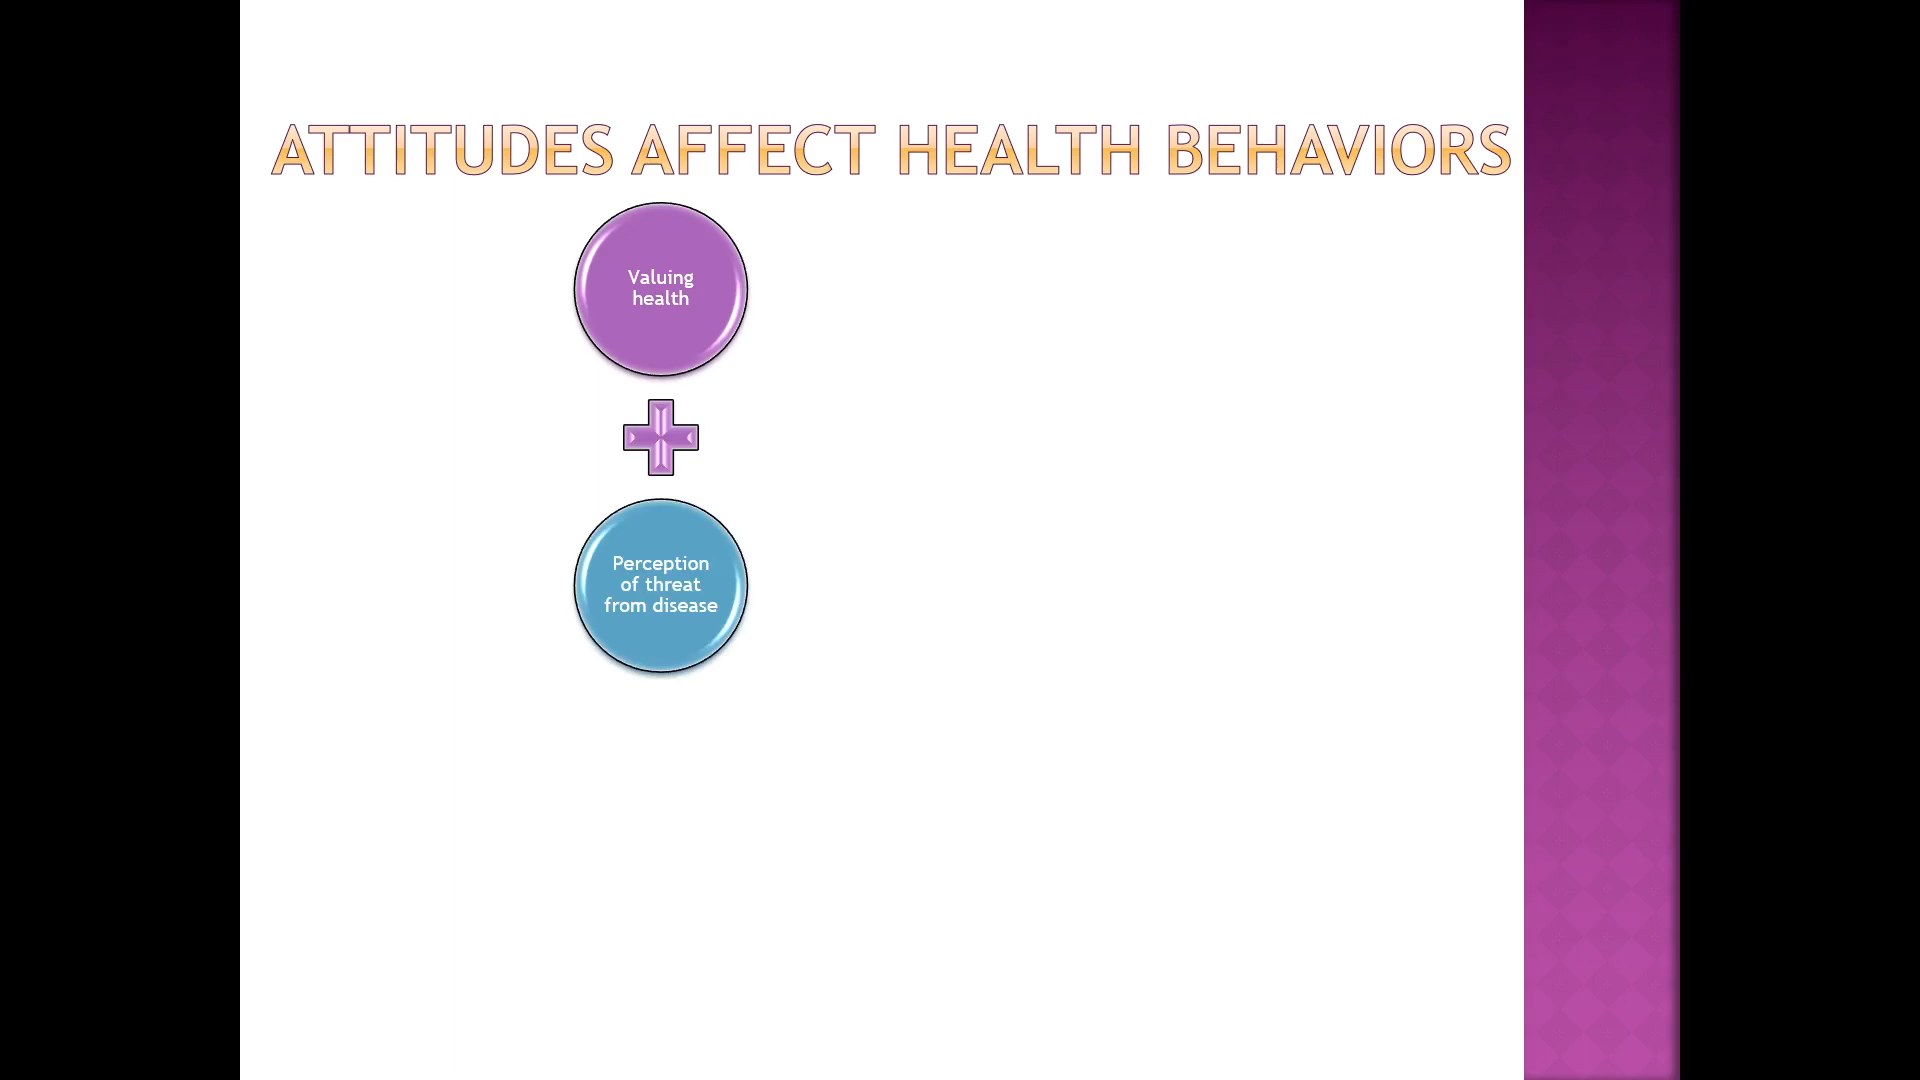 ATTITUDES AFFECT HEALTH BEHAVIORS
Valuing
health
Perception
of threat
from disease